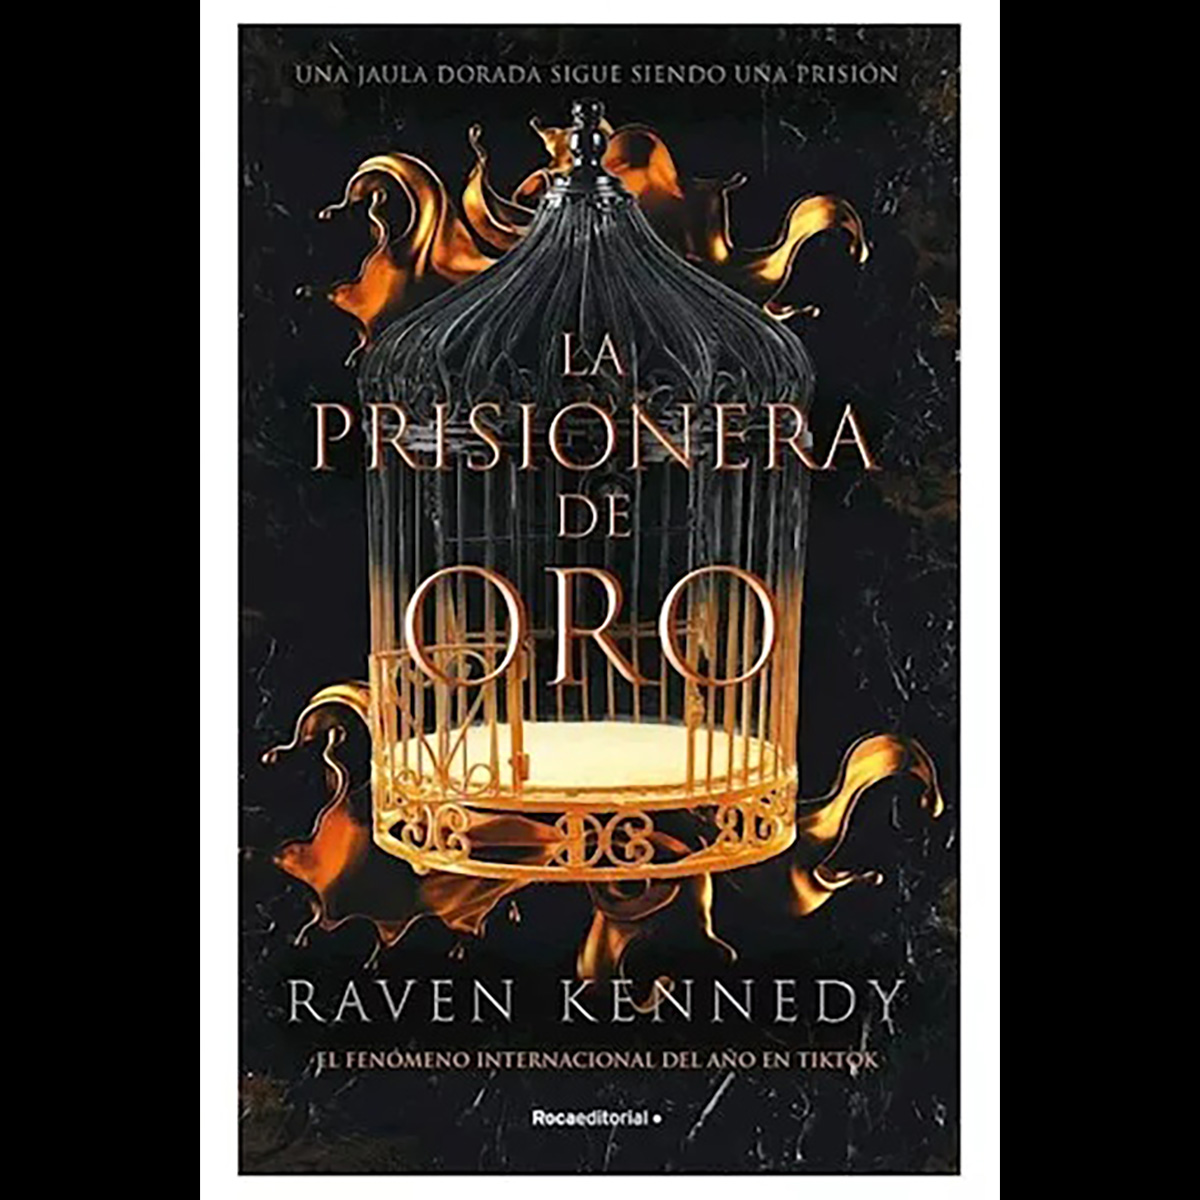 UNA JAULA DORADA SIGUE SIENDO UNA PRISIÓN
LA
PRISIONERA
DE
ORO
RAVEN KENNEDY
EL FENÓMENO INTERNACIONAL DEL AÑO EN TIKTOK
Rocaeditorial